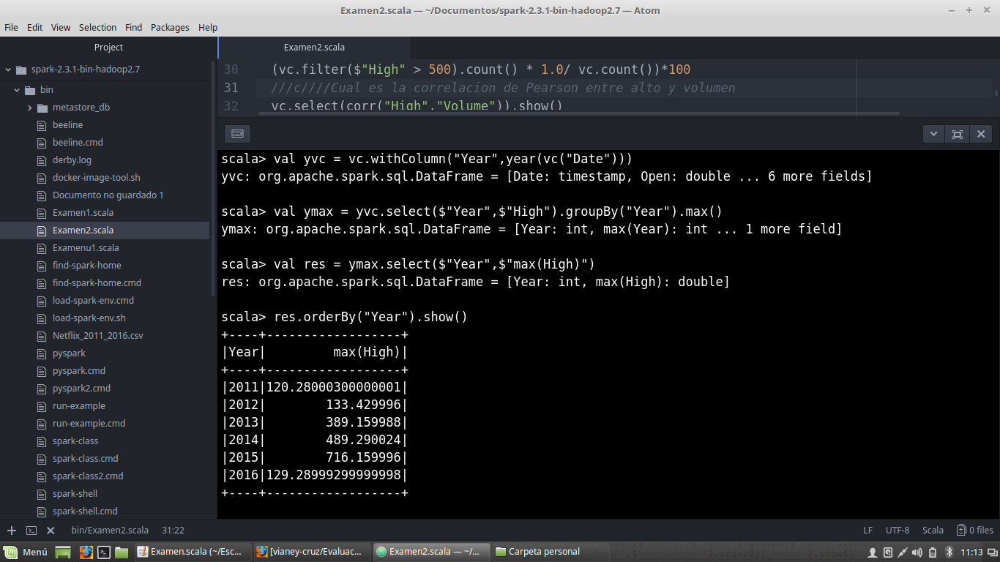 Examen2.scala — ~/Documentos/spark-2.3.1-bin-hadoop2.7 — Atom
File Edit View Selection Find Packages Help
Project
Examen2.scala
spark-2.3.1-bin-hadoop2.7
bin
metastore_db
beeline
beeline.cmd
derby.log
docker-image-tool.sh
Documento no guardado 1
Examen1.scala
Examen2.scala
Examenu1.scala
find-spark-home
find-spark-home.cmd
load-spark-env.cmd
load-spark-env.sh
Netflix_2011_2016.csv
pyspark
pyspark.cmd
pyspark2.cmd
run-example
run-example.cmd
spark-class
spark-class.cmd
spark-class2.cmd
spark-shell
spark-shell.cmd
30 (vc.filter($"High" > 500).count() * 1.0/ vc.count())*100
31 ///c////Cual es la correlacion de Pearson entre alto y volumen
32 vc.select(corr("High","Volume")).show()
scala> val yvc = vc.withColumn("Year",year(vc("Date")))
yvc: org.apache.spark.sql.DataFrame = [Date: timestamp, Open: double ... 6 more fields]
scala> val ymax = yvc.select($"Year",$"High").groupBy("Year").max()
ymax: org.apache.spark.sql.DataFrame = [Year: int, max(Year): int ... 1 more field]
scala> val res = ymax.select($"Year",$"max(High)")
res: org.apache.spark.sql.DataFrame = [Year: int, max(High): double]
scala> res.orderBy("Year").show()
+----+------------------+
|Year|         max(High)|
+----+------------------+
|2011|120.28000300000001|
|2012|        133.429996|
|2013|        389.159988|
|2014|        489.290024|
|2015|        716.159996|
|2016|129.28999299999998|
+----+------------------+
bin/Examen2.scala 31:22 LF UTF-8 Scala 0 files
Menú Examen.scala (~/Esc... [vianey-cruz/Evaluac... Examen2.scala — ~/... Carpeta personal 11:13